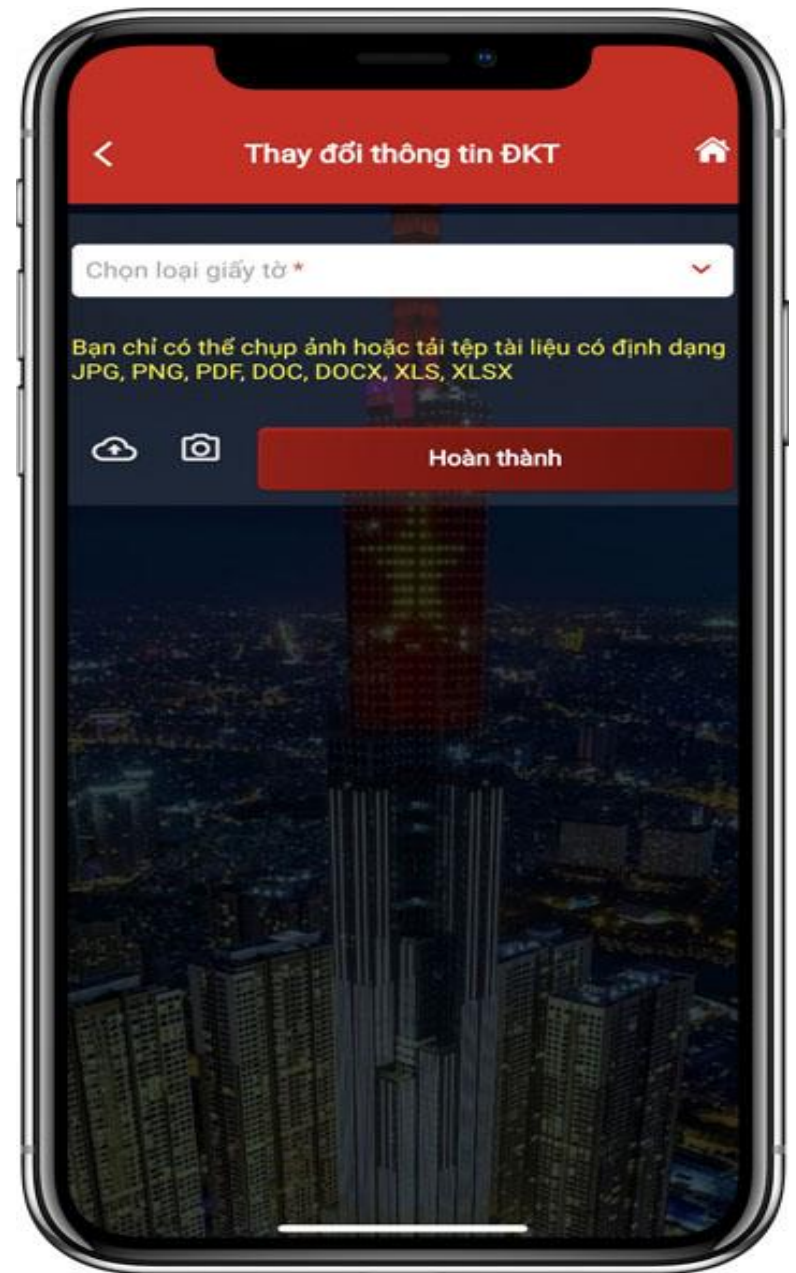 Thay đổi thông tin ĐKT
Chọn loại giấy tờ *
Bạn chỉ có thể chụp ảnh hoặc tải tệp tài liệu có định dạng
JPG, PNG, PDF, DOC, DOCX, XLS, XLSX
Hoàn thành